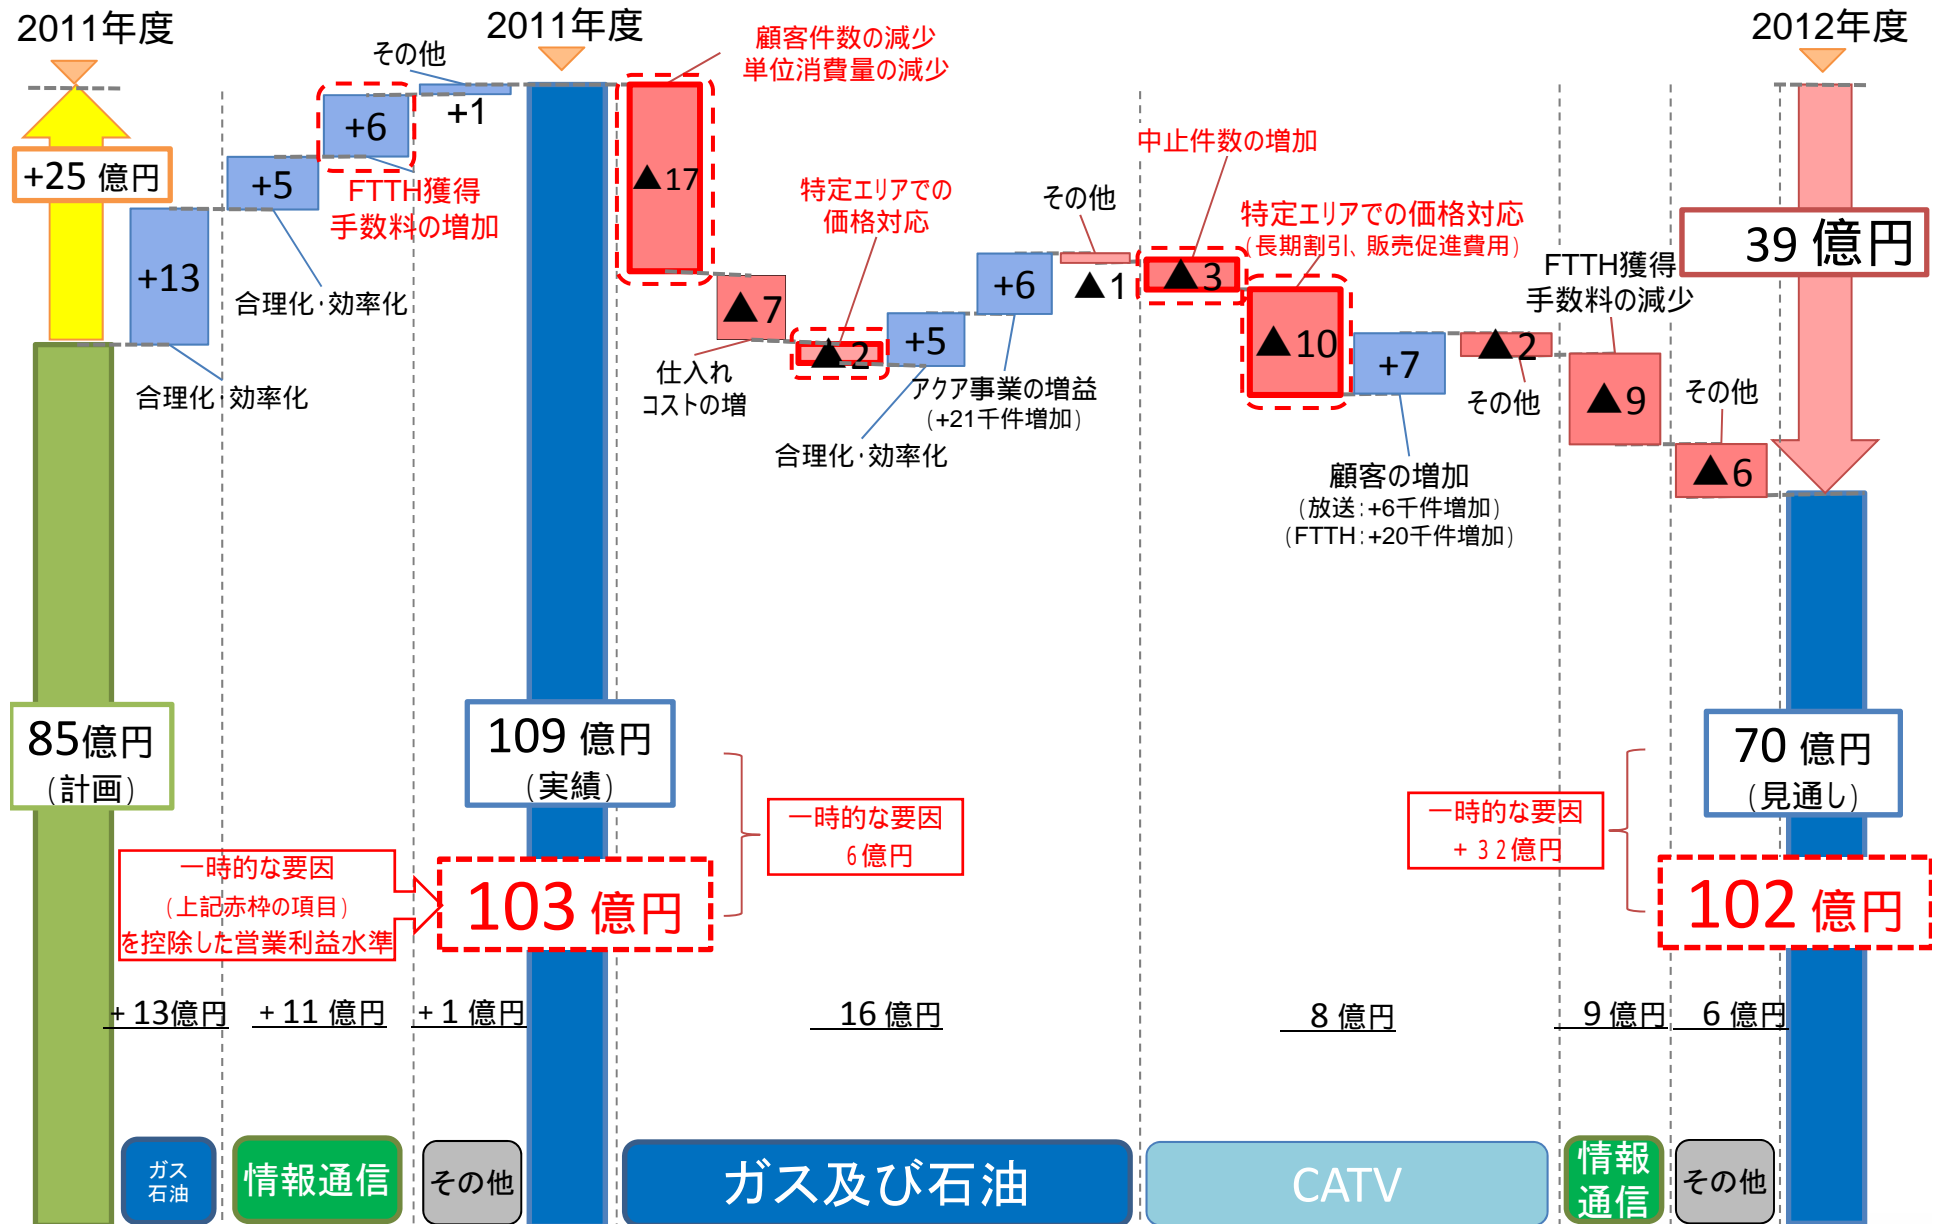 2011年度
2011年度
2012年度
+25 億円
+13
合理化・効率化
+5
合理化・効率化
+6
FTTH獲得
手数料の増加
その他
+1
顧客件数の減少
単位消費量の減少
▲17
▲7
仕入れ
コストの増
特定エリアでの
価格対応
▲2
+5
合理化・効率化
+6
アクア事業の増益
(+21千件増加)
その他
▲1
中止件数の増加
▲3
特定エリアでの価格対応
(長期割引、販売促進費用)
▲10
+7
顧客の増加
(放送:+6千件増加)
(FTTH:+20千件増加)
▲2
その他
FTTH獲得
手数料の減少
▲9
その他
▲6
39 億円
85億円
(計画)
109 億円
(実績)
70 億円
(見通し)
一時的な要因
6億円
一時的な要因
+32億円
一時的な要因
(上記赤枠の項目)
を控除した営業利益水準
103 億円
102 億円
+13億円
+11 億円
+1 億円
16 億円
8 億円
9 億円
6 億円
ガス
石油
情報通信
その他
ガス及び石油
CATV
情報
通信
その他